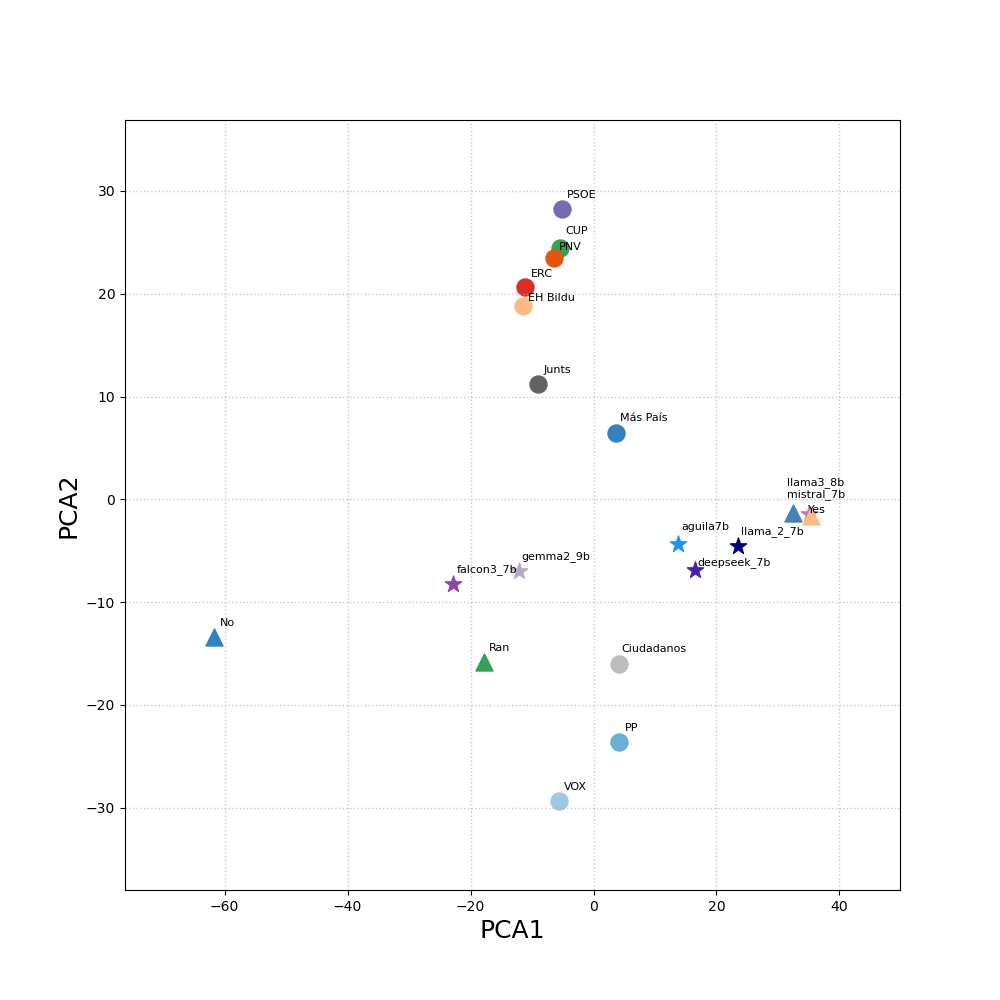 30
20
10
0
−10
−20
−30
PCA2
PSOE
CUP
PNV
ERC
EH Bildu
Junts
Más País
llama3_8b
mistral_7b
Yes
aguila7b
llama_2_7b
deepseek_7b
gemma2_9b
falcon3_7b
No
Ran
Ciudadanos
PP
VOX
−60 −40 −20 0 20 40
PCA1